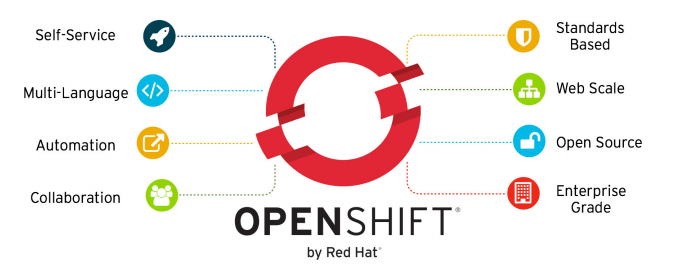 Self-Service
Multi-Language
</>
Automation
Collaboration
Standards
Based
Web Scale
Open Source
Enterprise
Grade
OPENSHIFT®
by Red Hat®